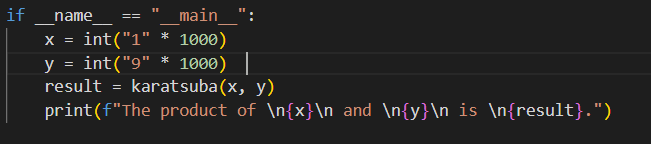 if __name__ == "__main__":
    x = int("1" * 1000)
    y = int("9" * 1000)
    result = karatsuba(x, y)
    print(f"The product of \n{x}\n and \n{y}\n is \n{result}.")